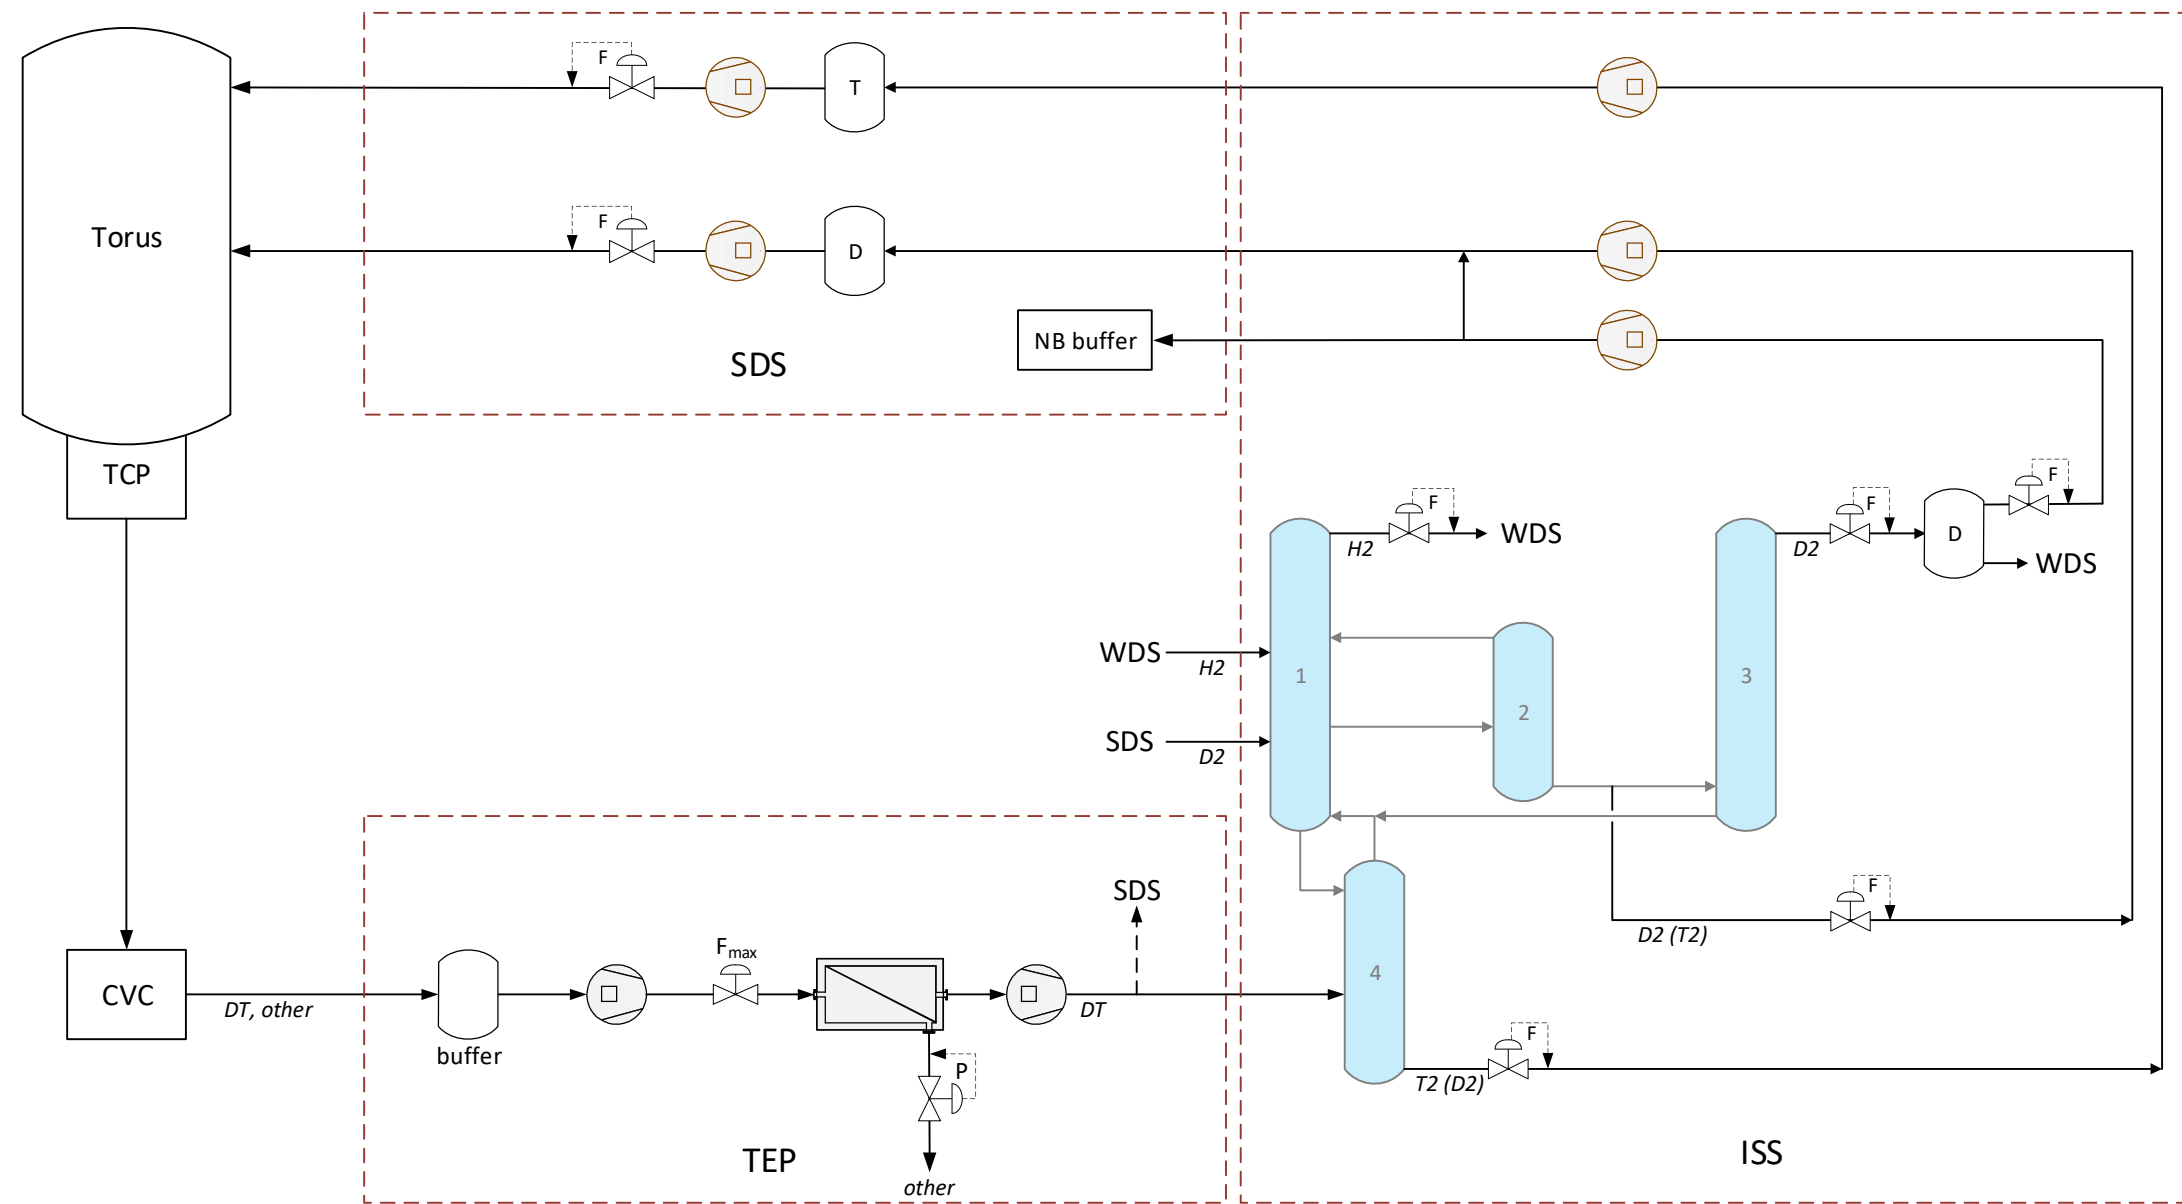 F
T
F
Torus
D
NB buffer
SDS
TCP
F
F
F
H2
WDS
D2
D
WDS
WDS
H2
1
3
2
SDS
D2
SDS
F
D2 (T2)
Fmax
4
CVC
DT, other
DT
F
buffer
P
T2 (D2)
TEP
ISS
other